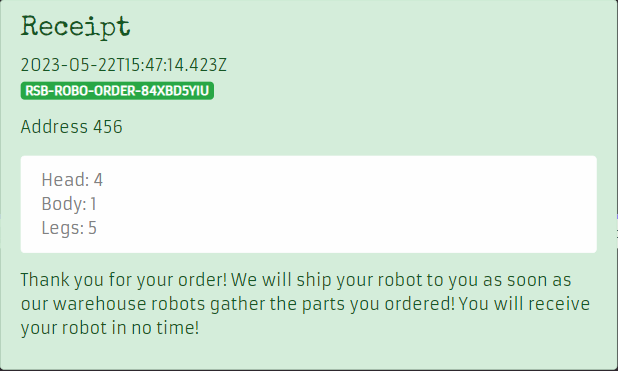 Receipt
2023-05-22T15:47:14.423Z
RSB-ROBO-ORDER-84XBD5YIU
Address 456
Head: 4
Body: 1
Legs: 5
Thank you for your order! We will ship your robot to you as soon as
our warehouse robots gather the parts you ordered! You will receive
your robot in no time!